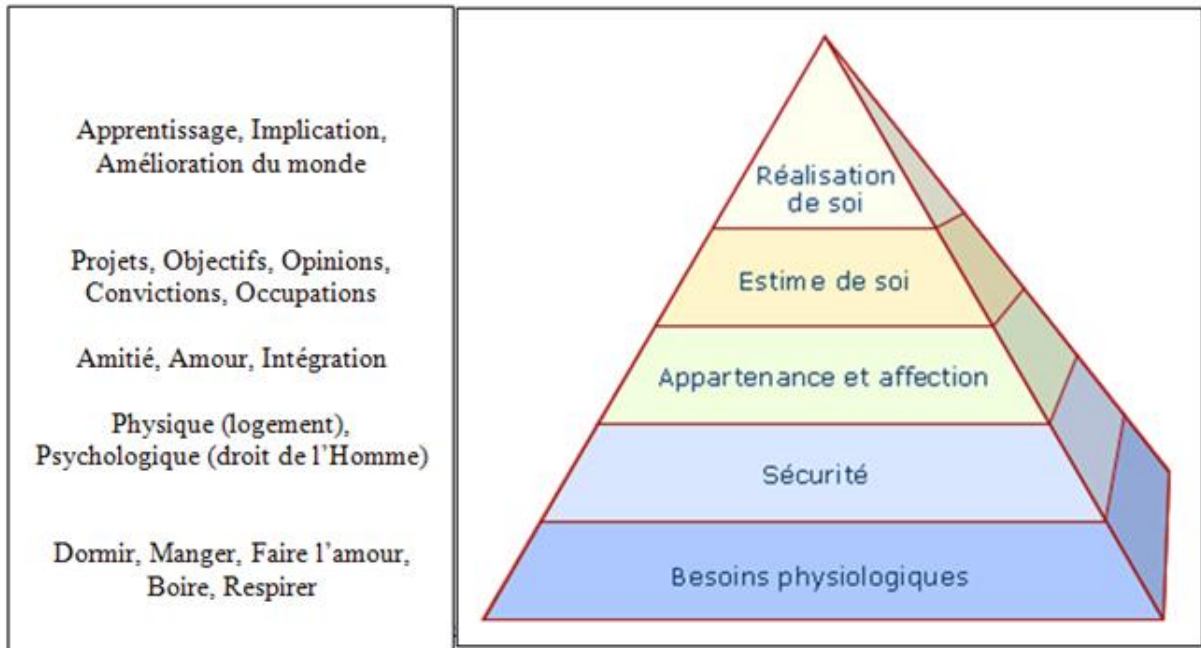 Apprentissage, Implication,
Amélioration du monde
Projets, Objectifs, Opinions,
Convictions, Occupations
Amitié, Amour, Intégration
Physique (logement),
Psychologique (droit de l'Homme)
Dormir, Manger, Faire l'amour,
Boire, Respirer
Réalisation
de soi
Estime de soi
Appartenance et affection
Sécurité
Besoins physiologiques